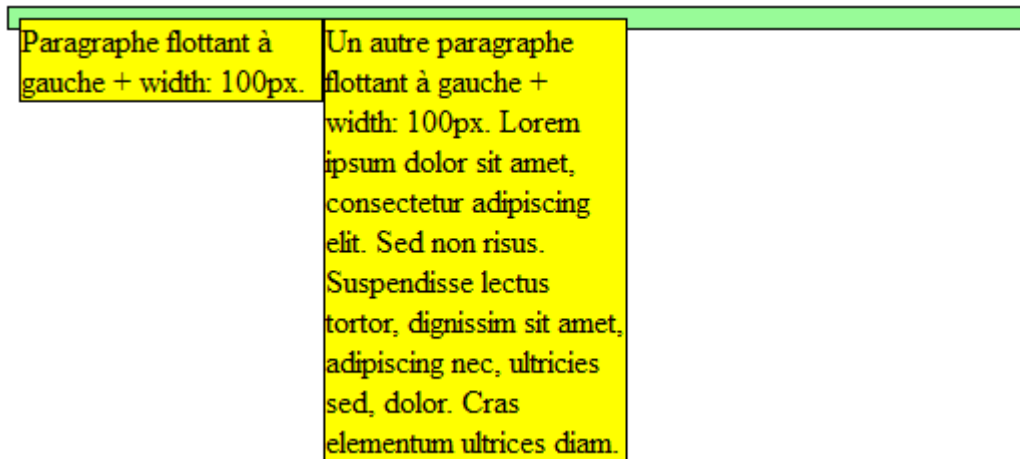 Paragraphe flottant à
gauche + width: 100px.
Un autre paragraphe
flottant à gauche +
width: 100px. Lorem
ipsum dolor sit amet,
consectetur adipiscing
elit. Sed non risus.
Suspendisse lectus
tortor, dignissim sit amet,
adipiscing nec, ultricies
sed, dolor. Cras
elementum ultrices diam.